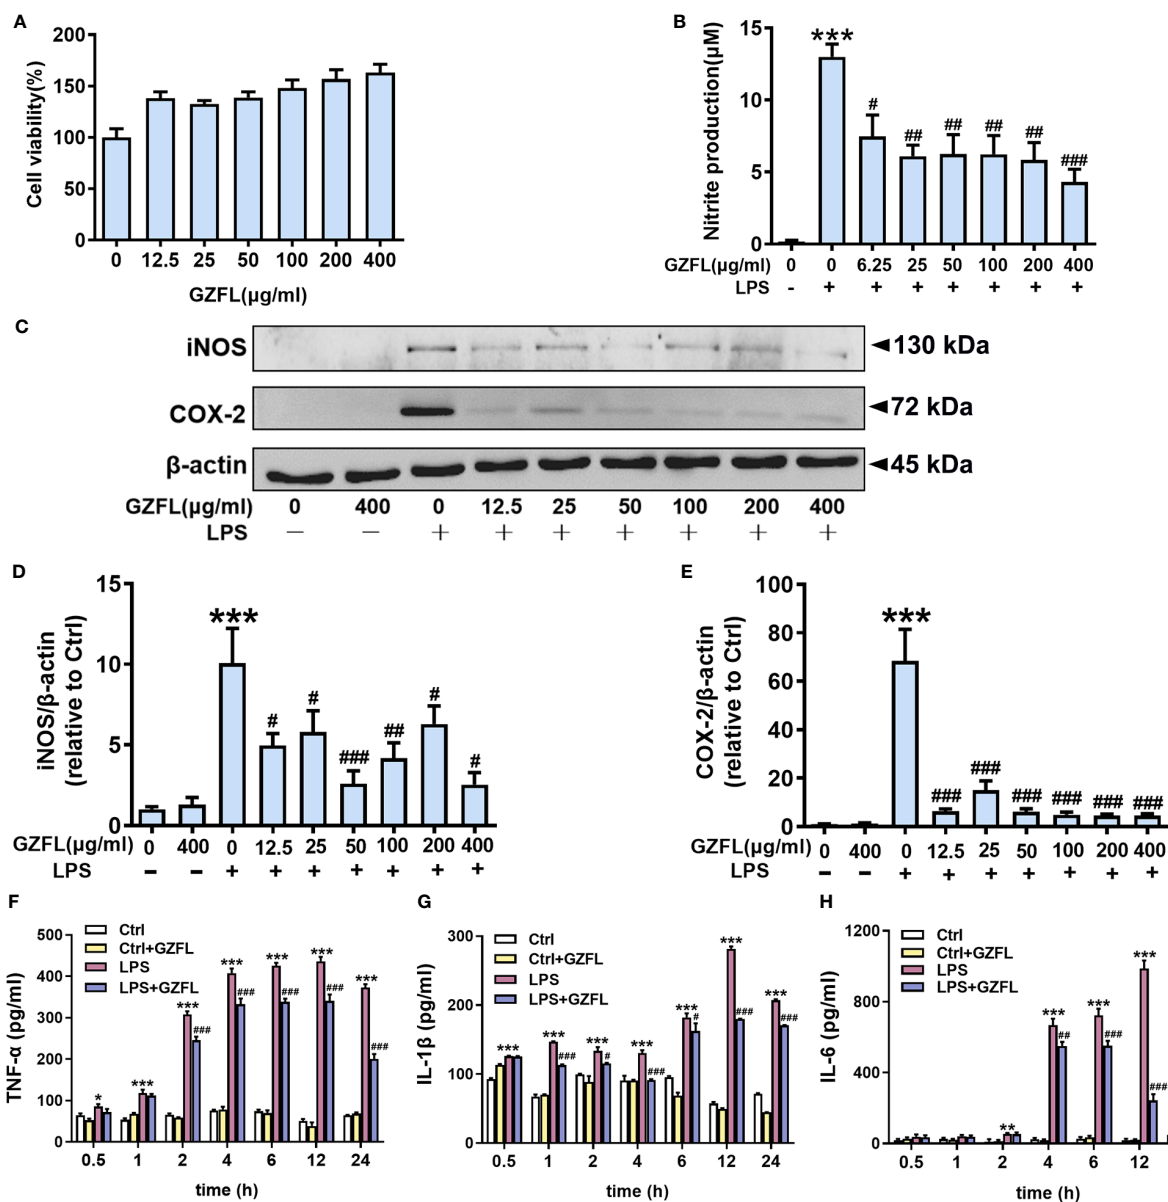 A
Cell viability(%)
200
150
100
50
0
0 12.5 25 50 100 200 400
GZFL(µg/ml)
B
Nitrite production(µM)
15
10
5
0
***
#
##
##
##
##
###
GZFL(µg/ml) 0 0 6.25 25 50 100 200 400
LPS - + + + + + + +
C
iNOS ◄130 kDa
COX-2 ◄72 kDa
β-actin ◄45 kDa
GZFL(µg/ml) 0 400 0 12.5 25 50 100 200 400
LPS — — + + + + + + +
D
iNOS/β-actin
(relative to Ctrl)
15
10
5
0
***
#
#
###
##
#
#
GZFL(µg/ml) 0 400 0 12.5 25 50 100 200 400
LPS – – + + + + + + +
E
COX-2/β-actin
(relative to Ctrl)
100
80
60
40
20
0
***
###
###
###
###
###
###
GZFL(µg/ml) 0 400 0 12.5 25 50 100 200 400
LPS – – + + + + + + +
F
TNF-α (pg/ml)
500
400
300
200
100
0
Ctrl
Ctrl+GZFL
LPS
LPS+GZFL
*
***
***
###
***
###
***
###
***
###
***
###
0.5 1 2 4 6 12 24
time (h)
G
IL-1β (pg/ml)
300
200
100
0
Ctrl
Ctrl+GZFL
LPS
LPS+GZFL
***
***
###
***
#
***
###
***
#
***
###
***
###
0.5 1 2 4 6 12 24
time (h)
H
IL-6 (pg/ml)
1200
800
400
0
Ctrl
Ctrl+GZFL
LPS
LPS+GZFL
**
***
##
***
###
***
###
0.5 1 2 4 6 12
time (h)